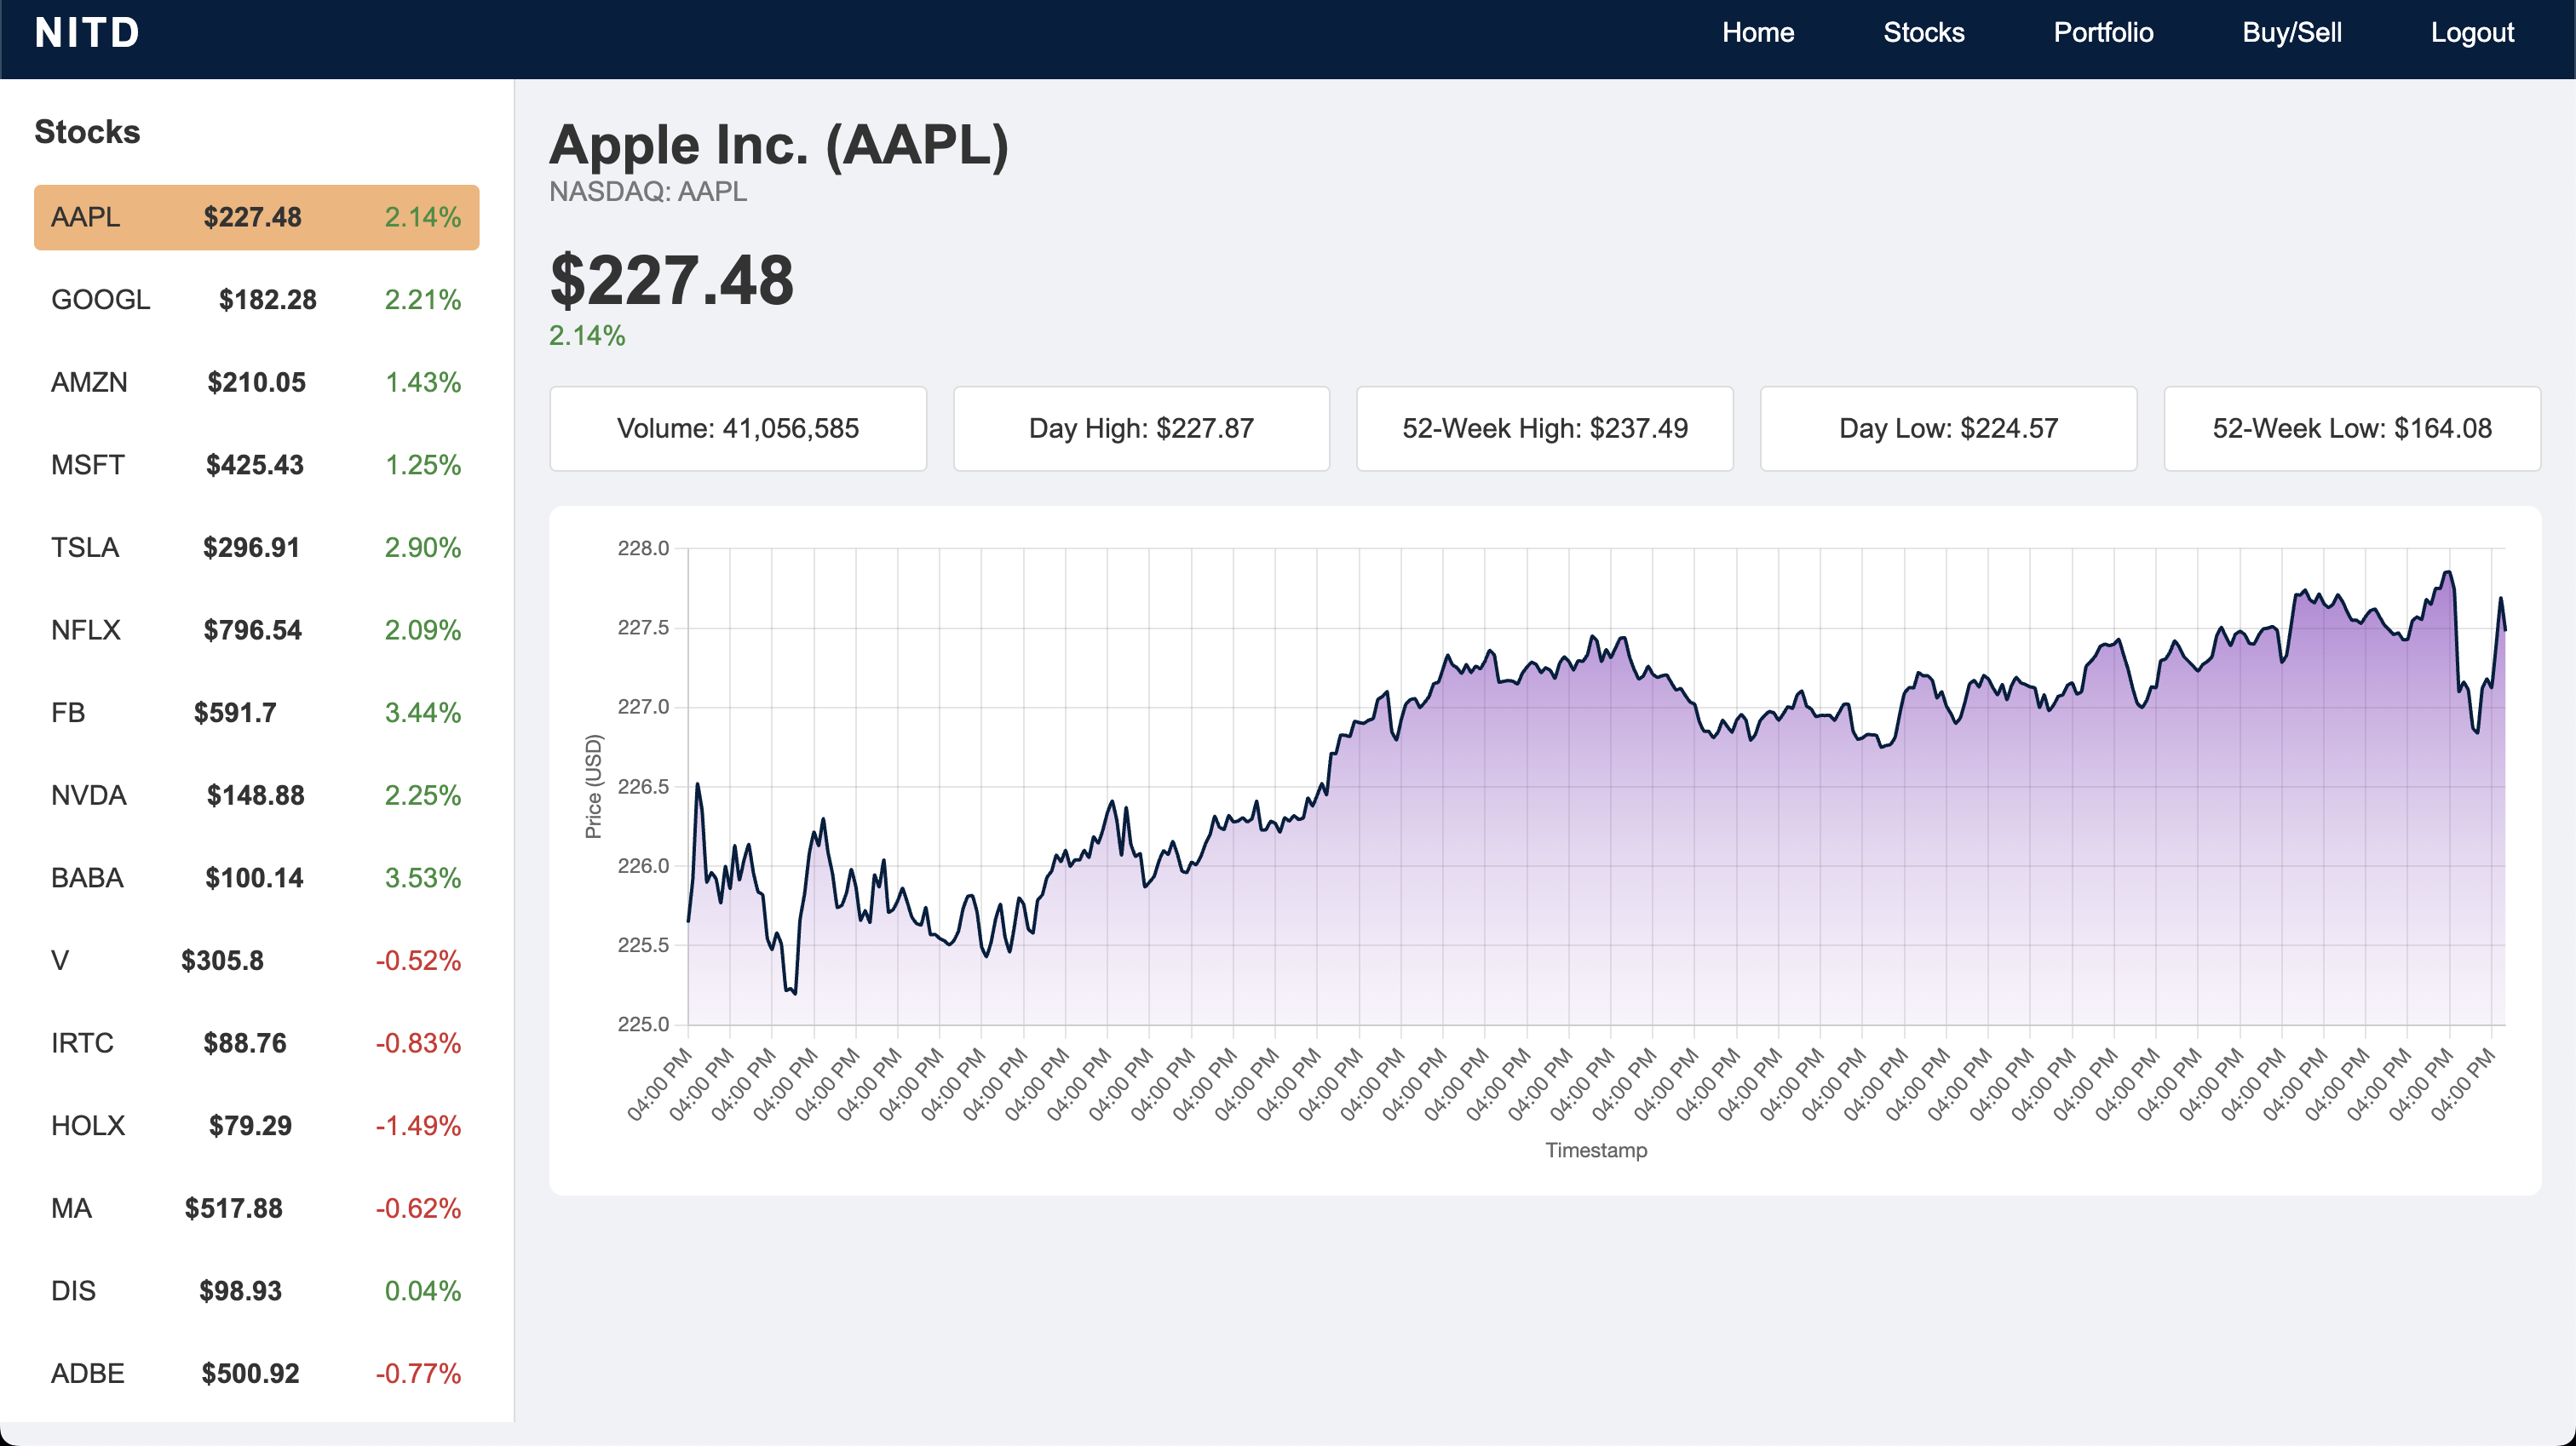 NITD
Home Stocks Portfolio Buy/Sell Logout
Stocks
AAPL $227.48 2.14%
GOOGL $182.28 2.21%
AMZN $210.05 1.43%
MSFT $425.43 1.25%
TSLA $296.91 2.90%
NFLX $796.54 2.09%
FB $591.7 3.44%
NVDA $148.88 2.25%
BABA $100.14 3.53%
V $305.8 -0.52%
IRTC $88.76 -0.83%
HOLX $79.29 -1.49%
MA $517.88 -0.62%
DIS $98.93 0.04%
ADBE $500.92 -0.77%
Apple Inc. (AAPL)
NASDAQ: AAPL
$227.48
2.14%
Volume: 41,056,585
Day High: $227.87
52-Week High: $237.49
Day Low: $224.57
52-Week Low: $164.08
Price (USD)
228.0
227.5
227.0
226.5
226.0
225.5
225.0
04:00 PM 04:00 PM 04:00 PM 04:00 PM 04:00 PM 04:00 PM 04:00 PM 04:00 PM 04:00 PM 04:00 PM 04:00 PM 04:00 PM 04:00 PM 04:00 PM 04:00 PM 04:00 PM 04:00 PM 04:00 PM 04:00 PM 04:00 PM 04:00 PM 04:00 PM 04:00 PM 04:00 PM 04:00 PM 04:00 PM 04:00 PM 04:00 PM 04:00 PM 04:00 PM 04:00 PM 04:00 PM 04:00 PM 04:00 PM 04:00 PM 04:00 PM 04:00 PM 04:00 PM 04:00 PM 04:00 PM 04:00 PM 04:00 PM 04:00 PM 04:00 PM
Timestamp